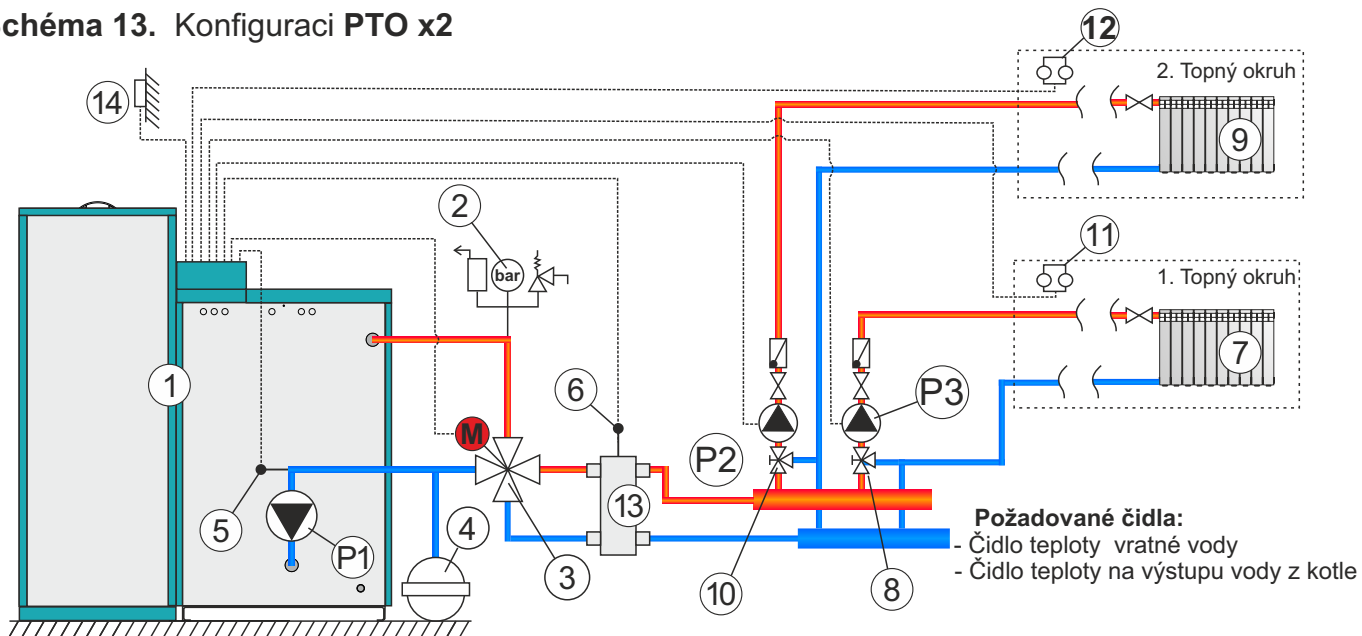 chéma 13. Konfiguraci PTO x2
12
2. Topný okruh
14
9
2
bar
11
1. Topný okruh
7
1
6
P3
M
P2
13
5
P1
4
3
10
8
Požadované čidla:
- Čidlo teploty vratné vody
- Čidlo teploty na výstupu vody z kotle